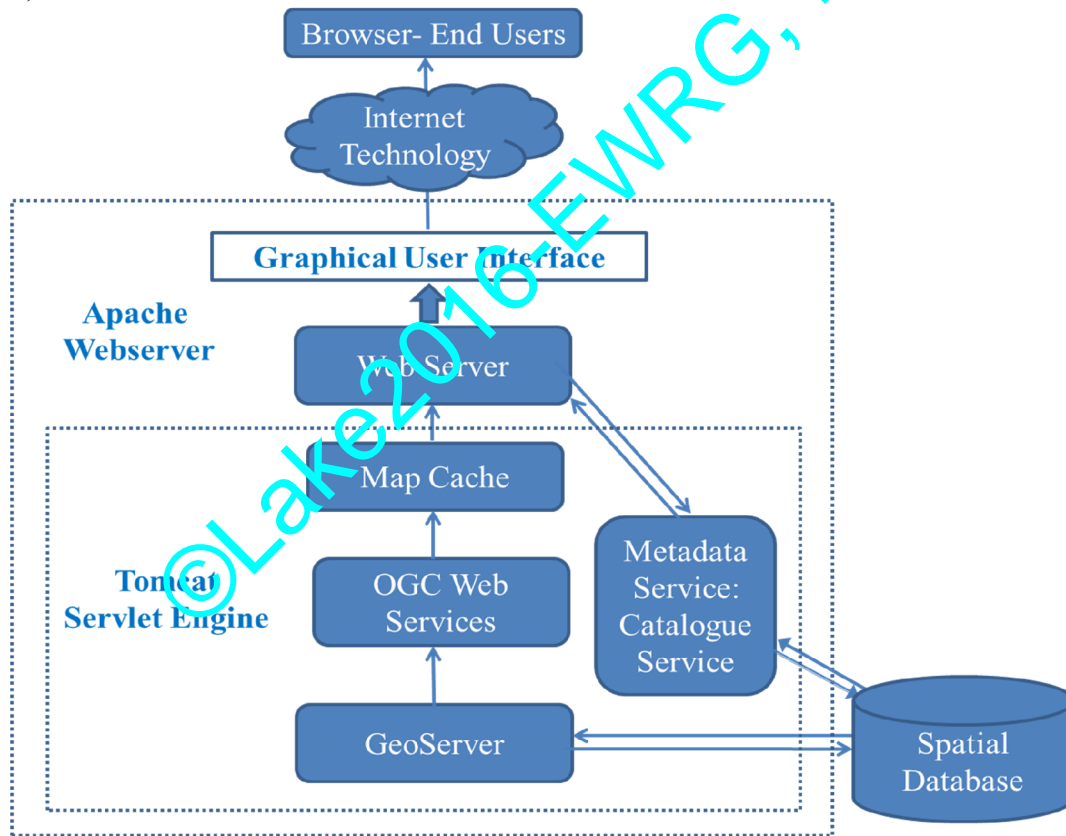 Browser- End Users
Internet
Technology
Graphical User Interface
Apache
Webserver
Web Server
Map Cache
Tomcat
Servlet Engine
OGC Web
Services
Metadata
Service:
Catalogue
Service
GeoServer
Spatial
Database
©Lake2016-EWRG,